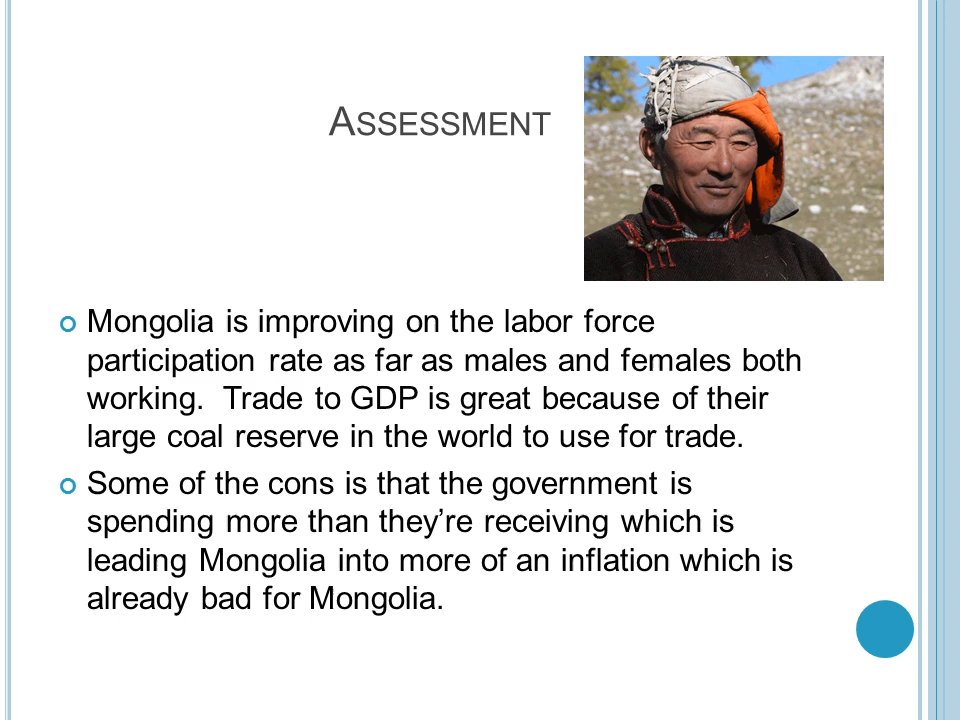 ASSESSMENT
Mongolia is improving on the labor force
participation rate as far as males and females both
working.  Trade to GDP is great because of their
large coal reserve in the world to use for trade.
Some of the cons is that the government is
spending more than they’re receiving which is
leading Mongolia into more of an inflation which is
already bad for Mongolia.